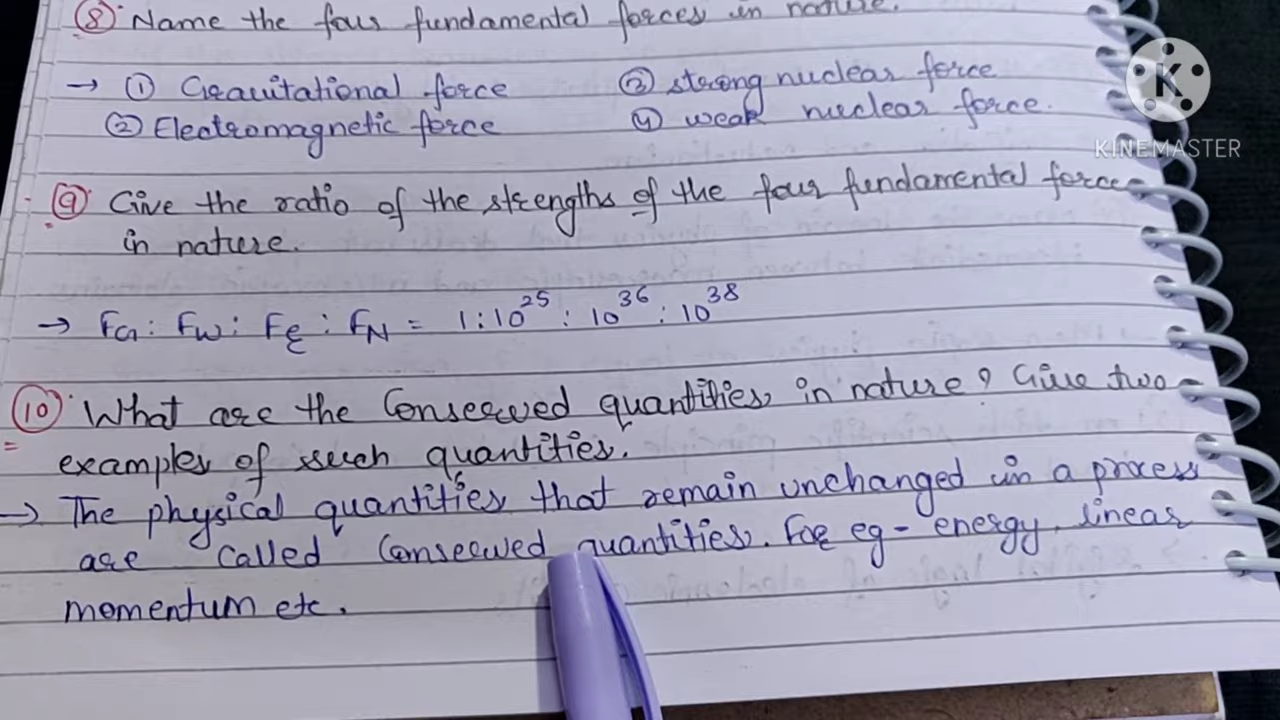 ⑧ Name the four fundamental forces in nature.
→ ① Gravitational force ③ strong nuclear force
② Electromagnetic force ④ weak nuclear force.
K
KINEMASTER
⑨ Give the ratio of the strengths of the four fundamental force
in nature.
→ FG : FW : FE : FN = 1 : 10^25 : 10^36 : 10^38
⑩ What are the Conserved quantities in nature? Give two
examples of such quantities.
→ The physical quantities that remain unchanged in a process
are called Conserved quantities. For eg - energy, linear
momentum etc.